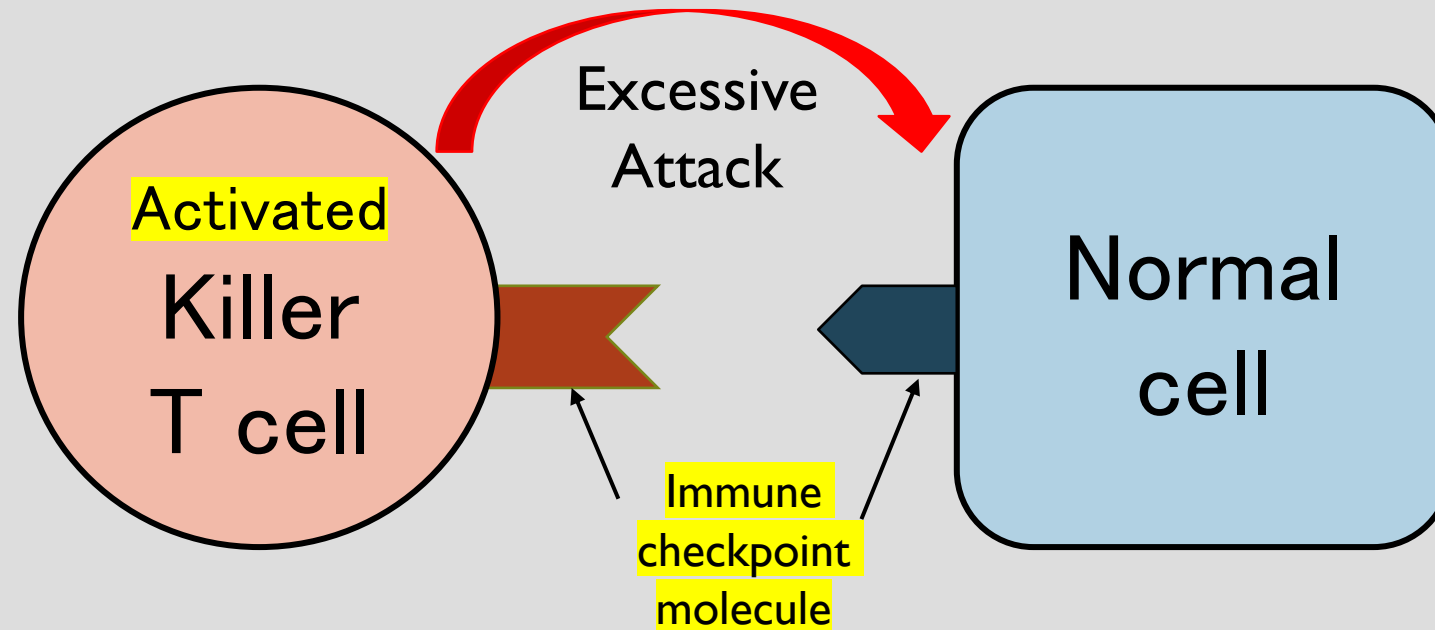 Excessive
Attack
Activated
Killer
T cell
Normal
cell
Immune
checkpoint
molecule